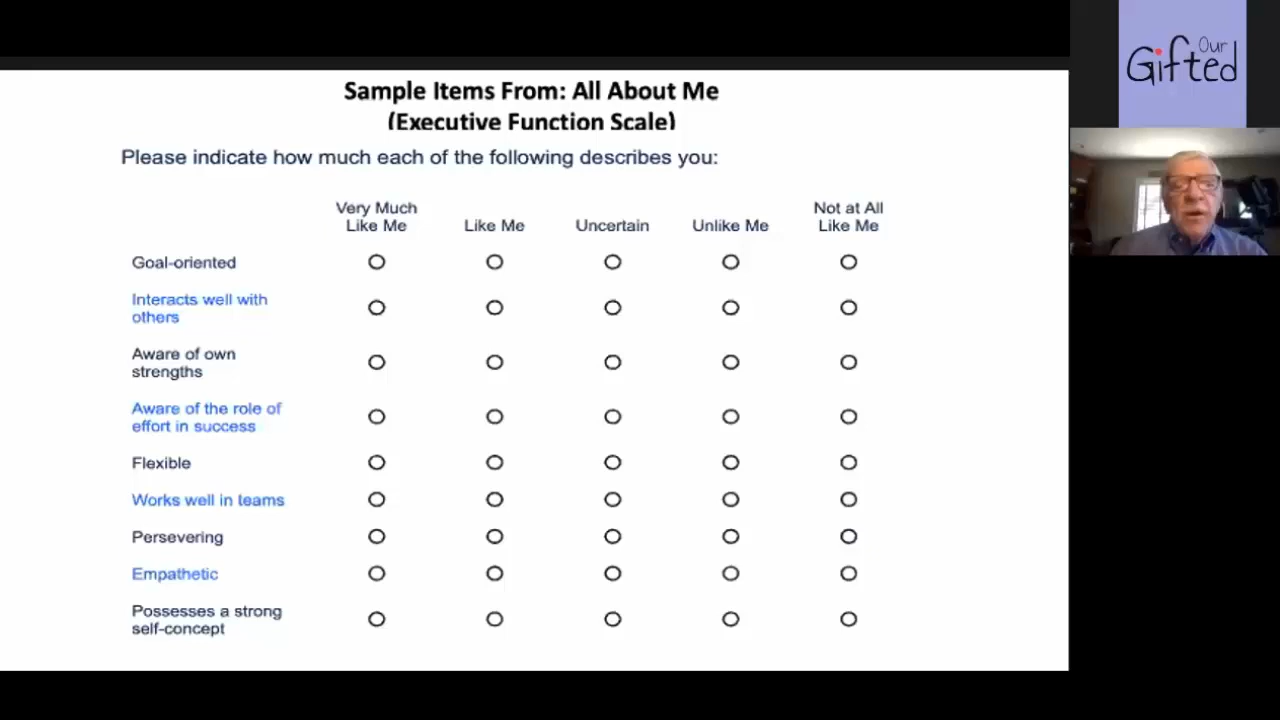 Sample Items From: All About Me
(Executive Function Scale)
Please indicate how much each of the following describes you:
Very Much
Like Me
Like Me
Uncertain
Unlike Me
Not at All
Like Me
Goal-oriented
Interacts well with
others
Aware of own
strengths
Aware of the role of
effort in success
Flexible
Works well in teams
Persevering
Empathetic
Possesses a strong
self-concept
Our
Gifted